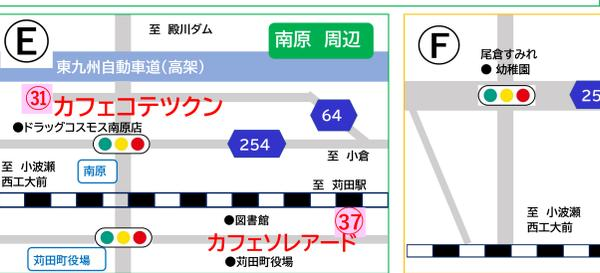 E
至 殿川ダム
南原 周辺
東九州自動車道(高架)
31
カフェコテツクン
64
●ドラッグコスモス南原店
254
至 小倉
至 小波瀬
西工大前
南原
至 苅田駅
●図書館
37
カフェソレアード
苅田町役場
●苅田町役場
F
尾倉すみれ
● 幼稚園
25
至 小波瀬
西工大前